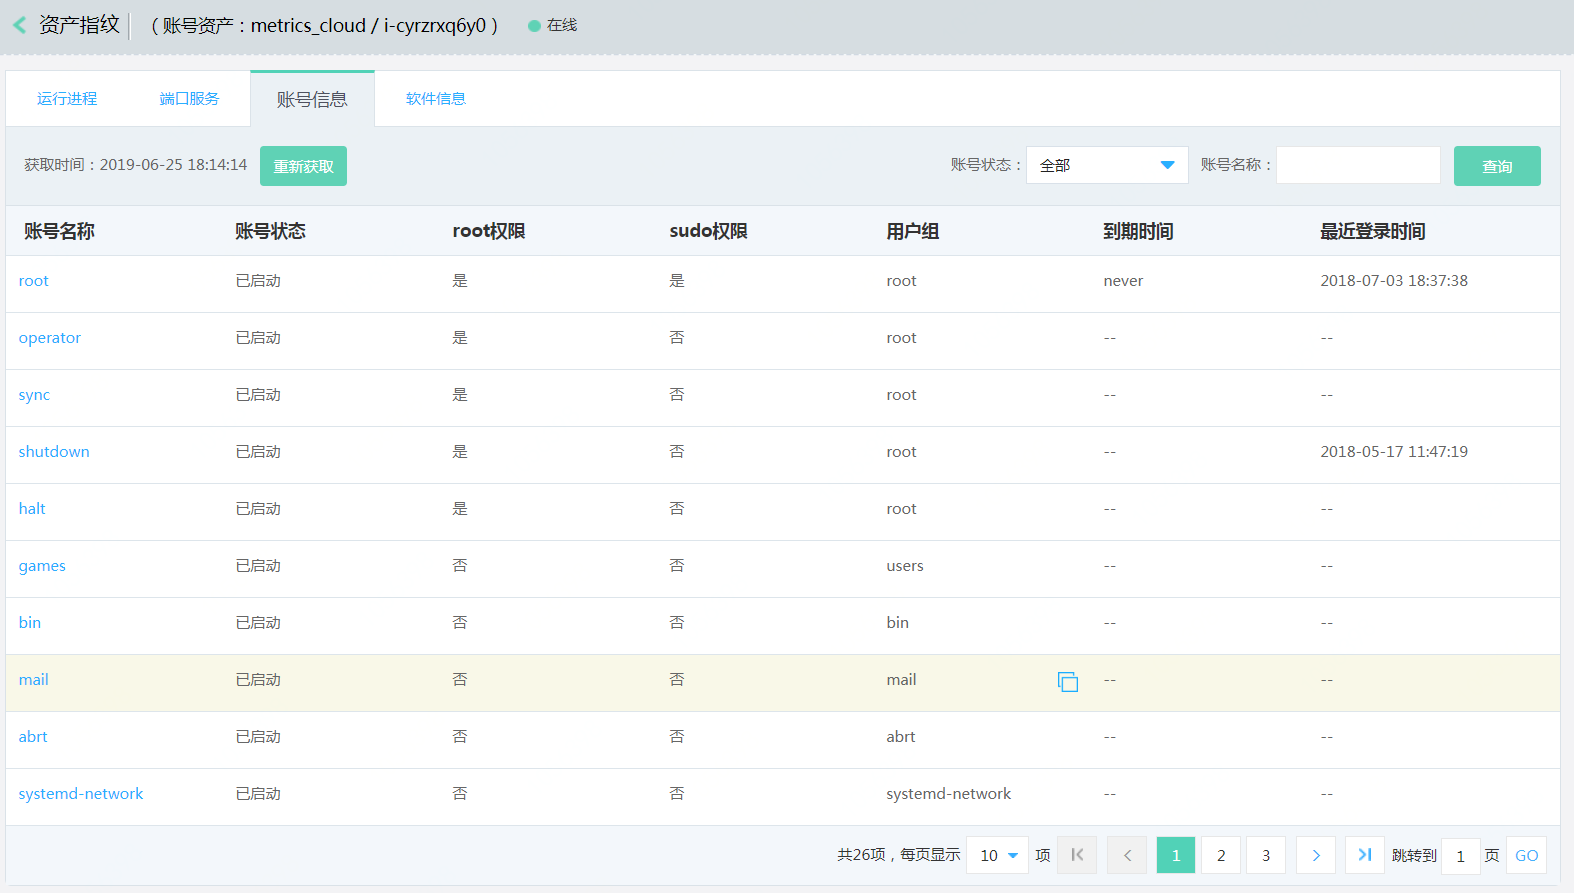 资产指纹 （ 账号资产：metrics_cloud / i-cyrzrxq6y0 ） 在线
运行进程 端口服务 账号信息 软件信息
获取时间：2019-06-25 18:14:14 重新获取 账号状态： 全部 账号名称： 查询
账号名称 账号状态 root权限 sudo权限 用户组 到期时间 最近登录时间
root 已启动 是 是 root never 2018-07-03 18:37:38
operator 已启动 是 否 root -- --
sync 已启动 是 否 root -- --
shutdown 已启动 是 否 root -- 2018-05-17 11:47:19
halt 已启动 是 否 root -- --
games 已启动 否 否 users -- --
bin 已启动 否 否 bin -- --
mail 已启动 否 否 mail -- --
abrt 已启动 否 否 abrt -- --
systemd-network 已启动 否 否 systemd-network -- --
共26项，每页显示 10 项 1 2 3 跳转到 1 页 GO